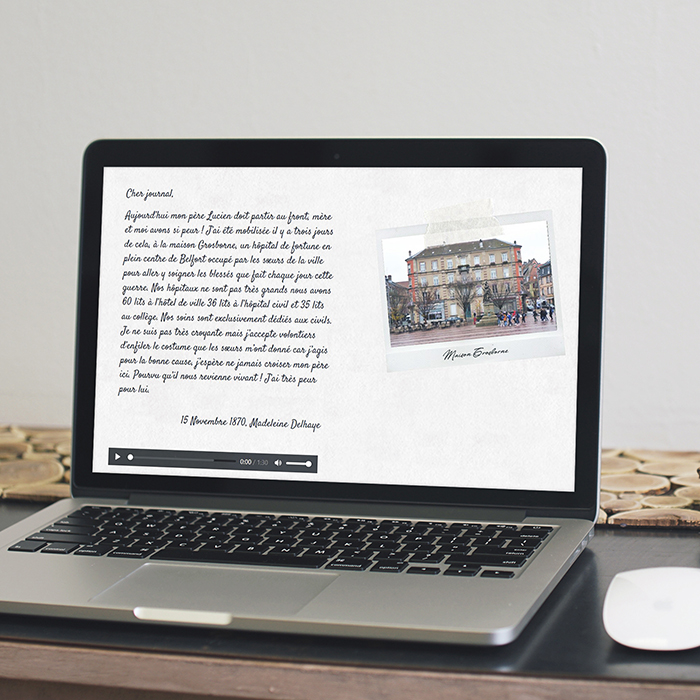 Cher journal,
Aujourd'hui mon père Lucien doit partir au front, mère
et moi avons si peur ! J'ai été mobilisée il y a trois jours
de cela, à la maison Grosborne, un hôpital de fortune en
plein centre de Belfort occupé par les sœurs de la ville
pour aller y soigner les blessés que fait chaque jour cette
guerre. Nos hôpitaux ne sont pas très grands nous avons
60 lits à l'hôtel de ville 36 lits à l'hôpital civil et 35 lits
au collège. Nos soins sont exclusivement dédiés aux civils.
Je ne suis pas très croyante mais j'accepte volontiers
d'enfiler le costume que les sœurs m'ont donné car j'agis
pour la bonne cause, j'espère ne jamais croiser mon père
ici. Pourvu qu'il nous revienne vivant ! J'ai très peur
pour lui.
15 Novembre 1870, Madeleine Delhaye
Maison Grosborne
0:00 / 1:30
command
command
option
return
shift